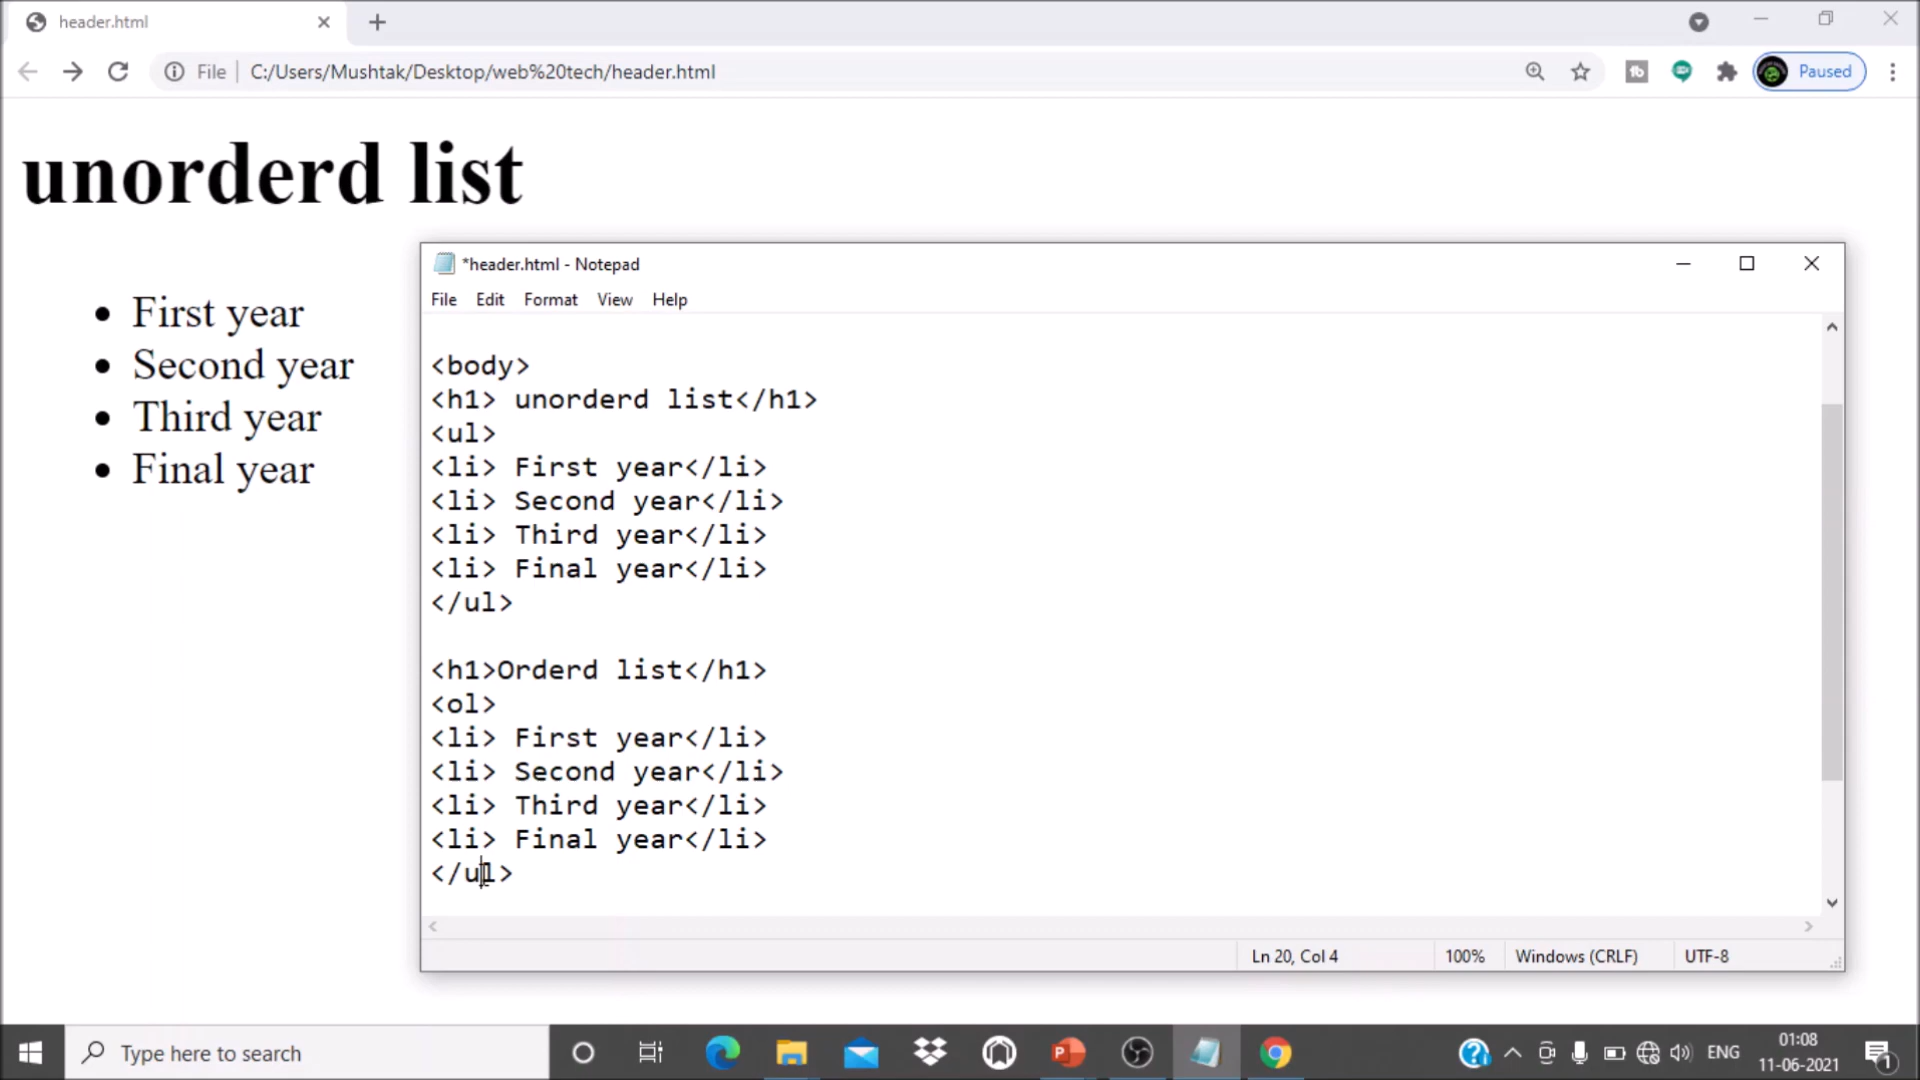 header.html
File
C:/Users/Mushtak/Desktop/web%20tech/header.html
Paused
unorderd list
First year
Second year
Third year
Final year
*header.html - Notepad
File Edit Format View Help
<body>
<h1> unorderd list</h1>
<ul>
<li> First year</li>
<li> Second year</li>
<li> Third year</li>
<li> Final year</li>
</ul>
<h1>Orderd list</h1>
<ol>
<li> First year</li>
<li> Second year</li>
<li> Third year</li>
<li> Final year</li>
</ul>
Ln 20, Col 4
100%
Windows (CRLF)
UTF-8
Type here to search
ENG
01:08
11-06-2021
1